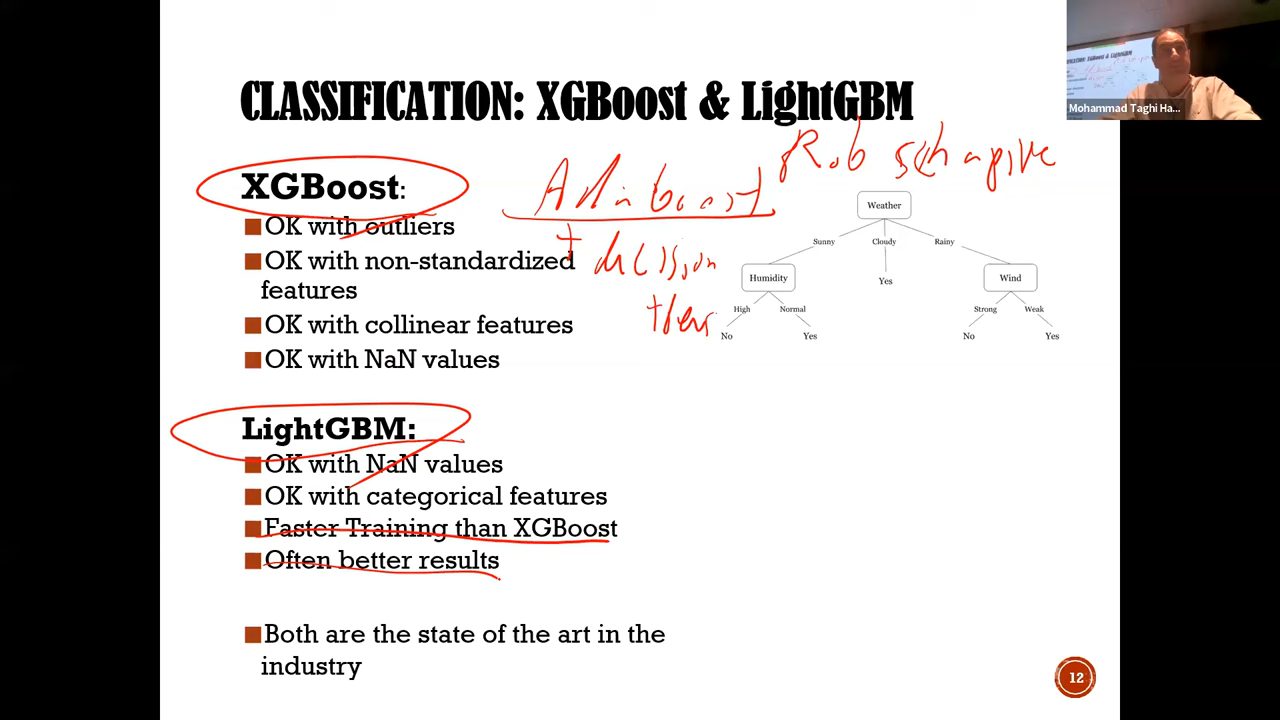 CLASSIFICATION: XGBoost & LightGBM
Mohammad Taghi Ha...
XGBoost:
OK with outliers
OK with non-standardized
features
OK with collinear features
OK with NaN values
Rob schapire
Adaboost
+ decission
trees
Weather
Sunny Cloudy Rainy
Humidity Yes Wind
High Normal Strong Weak
No Yes No Yes
LightGBM:
OK with NaN values
OK with categorical features
Faster Training than XGBoost
Often better results
Both are the state of the art in the
industry
12